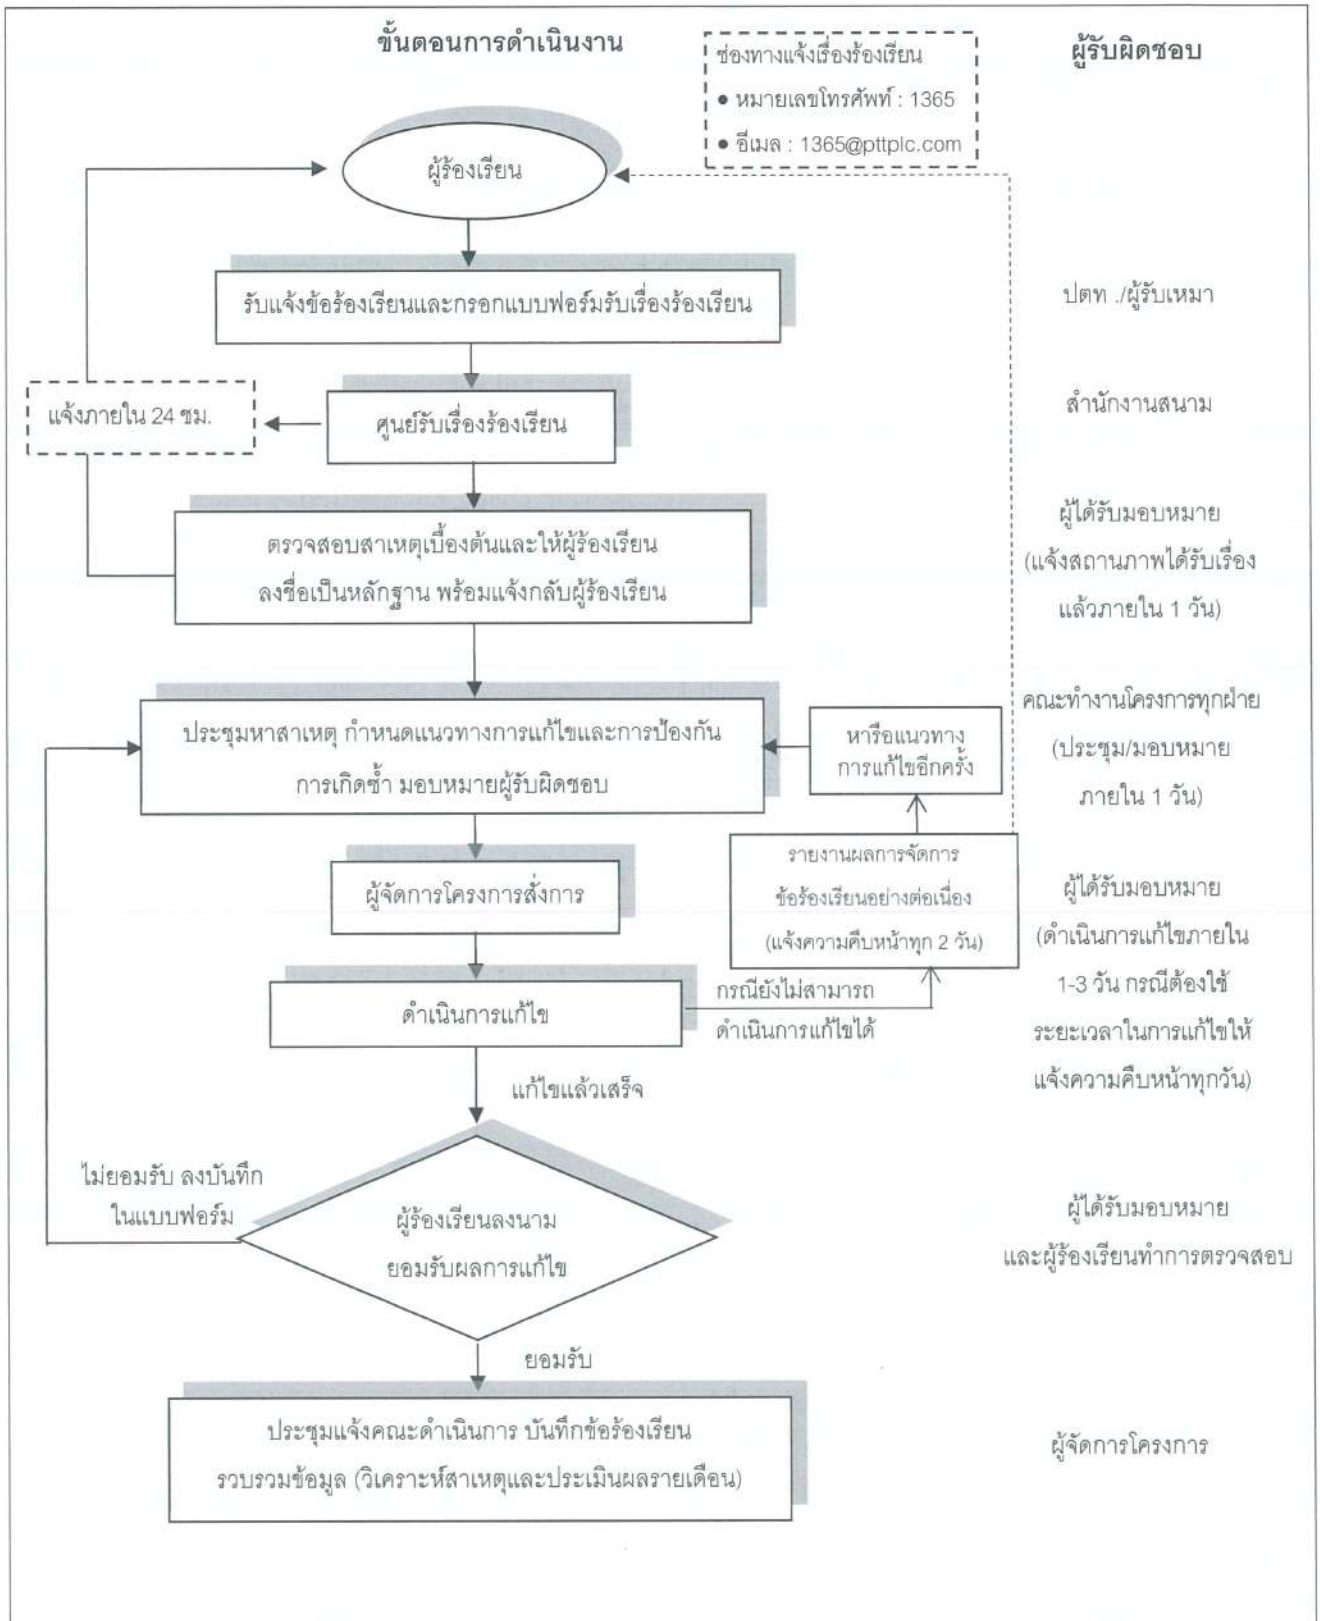 ขั้นตอนการดำเนินงาน
ผู้รับผิดชอบ
ช่องทางแจ้งเรื่องร้องเรียน
● หมายเลขโทรศัพท์ : 1365
● อีเมล : 1365@pttplc.com
ผู้ร้องเรียน
รับแจ้งข้อร้องเรียนและกรอกแบบฟอร์มรับเรื่องร้องเรียน
ปตท ./ผู้รับเหมา
แจ้งภายใน 24 ชม.
ศูนย์รับเรื่องร้องเรียน
สำนักงานสนาม
ตรวจสอบสาเหตุเบื้องต้นและให้ผู้ร้องเรียน
ลงชื่อเป็นหลักฐาน พร้อมแจ้งกลับผู้ร้องเรียน
ผู้ได้รับมอบหมาย
(แจ้งสถานภาพได้รับเรื่อง
แล้วภายใน 1 วัน)
ประชุมหาสาเหตุ กำหนดแนวทางการแก้ไขและการป้องกัน
การเกิดซ้ำ มอบหมายผู้รับผิดชอบ
หารือแนวทาง
การแก้ไขอีกครั้ง
คณะทำงานโครงการทุกฝ่าย
(ประชุม/มอบหมาย
ภายใน 1 วัน)
ผู้จัดการโครงการสั่งการ
รายงานผลการจัดการ
ข้อร้องเรียนอย่างต่อเนื่อง
(แจ้งความคืบหน้าทุก 2 วัน)
ดำเนินการแก้ไข
กรณียังไม่สามารถ
ดำเนินการแก้ไขได้
ผู้ได้รับมอบหมาย
(ดำเนินการแก้ไขภายใน
1-3 วัน กรณีต้องใช้
ระยะเวลาในการแก้ไขให้
แจ้งความคืบหน้าทุกวัน)
แก้ไขแล้วเสร็จ
ไม่ยอมรับ ลงบันทึก
ในแบบฟอร์ม
ผู้ร้องเรียนลงนาม
ยอมรับผลการแก้ไข
ผู้ได้รับมอบหมาย
และผู้ร้องเรียนทำการตรวจสอบ
ยอมรับ
ประชุมแจ้งคณะดำเนินการ บันทึกข้อร้องเรียน
รวบรวมข้อมูล (วิเคราะห์สาเหตุและประเมินผลรายเดือน)
ผู้จัดการโครงการ